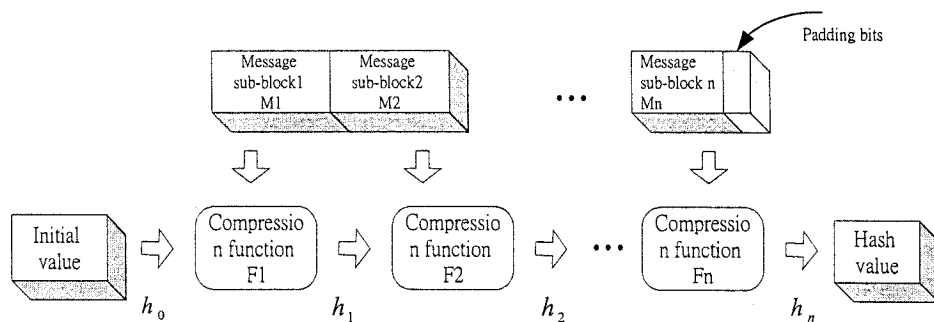 Padding bits
Message
sub-block1
M1
Message
sub-block2
M2
•••
Message
sub-block n
Mn
Initial
value
Compressio
n function
F1
Compressio
n function
F2
•••
Compressio
n function
Fn
Hash
value
h₀
h₁
h₂
hₙ